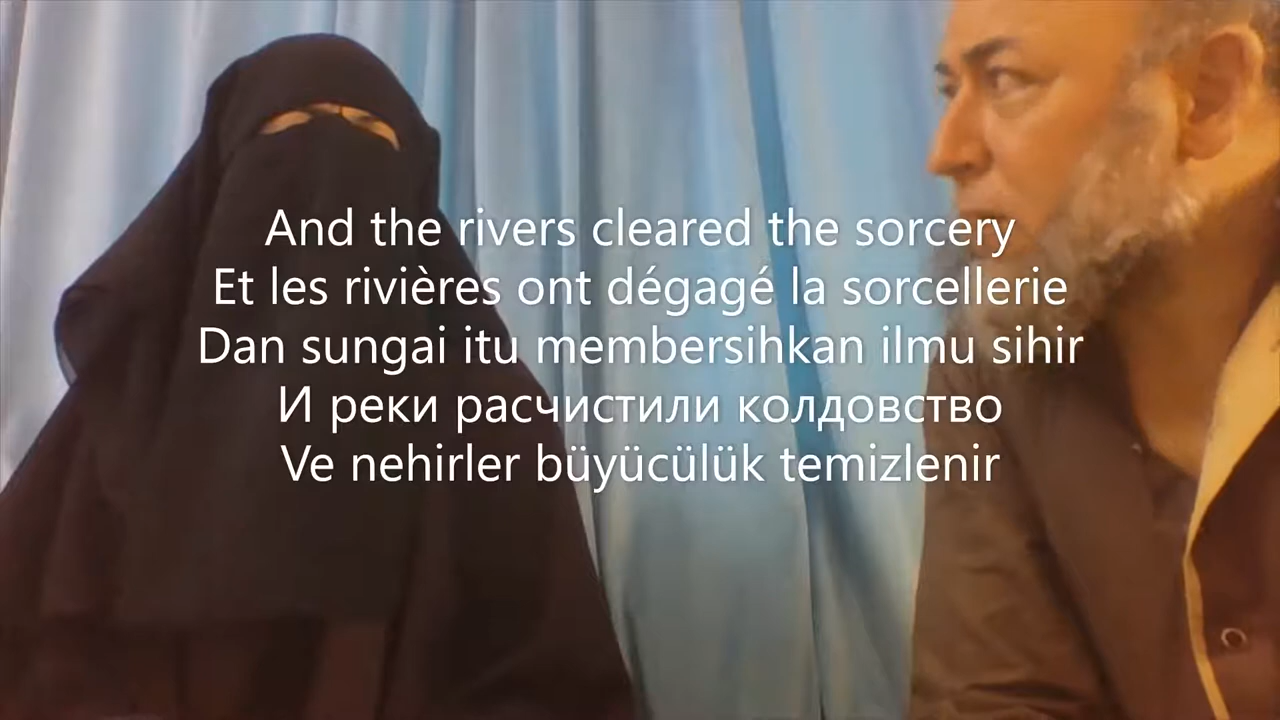 And the rivers cleared the sorcery
Et les rivières ont dégagé la sorcellerie
Dan sungai itu membersihkan ilmu sihir
И реки расчистили колдовство
Ve nehirler büyücülük temizlenir